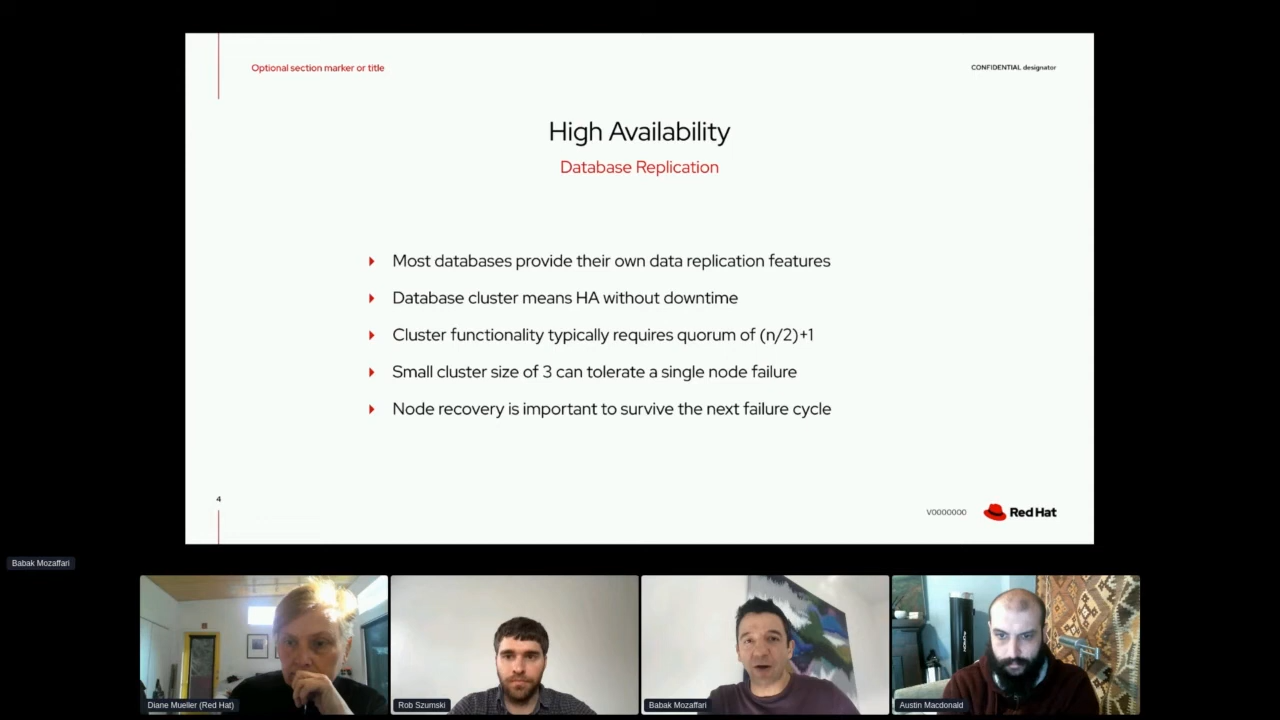 Optional section marker or title
CONFIDENTIAL designator
High Availability
Database Replication
Most databases provide their own data replication features
Database cluster means HA without downtime
Cluster functionality typically requires quorum of (n/2)+1
Small cluster size of 3 can tolerate a single node failure
Node recovery is important to survive the next failure cycle
4
V0000000
Red Hat
Babak Mozaffari
Diane Mueller (Red Hat)
Rob Szumski
Babak Mozaffari
Austin Macdonald